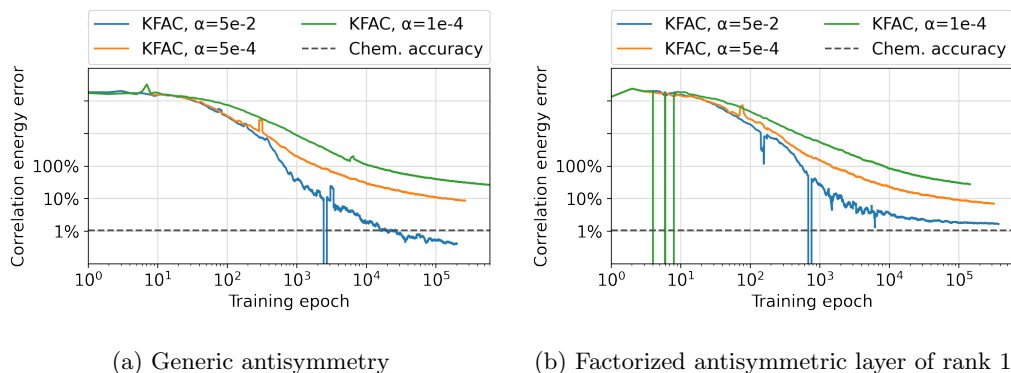 KFAC, α=5e-2
KFAC, α=1e-4
KFAC, α=5e-4
Chem. accuracy
Correlation energy error
100%
10%
1%
10⁰ 10¹ 10² 10³ 10⁴ 10⁵
Training epoch
(a) Generic antisymmetry
KFAC, α=5e-2
KFAC, α=1e-4
KFAC, α=5e-4
Chem. accuracy
Correlation energy error
100%
10%
1%
10⁰ 10¹ 10² 10³ 10⁴ 10⁵
Training epoch
(b) Factorized antisymmetric layer of rank 1